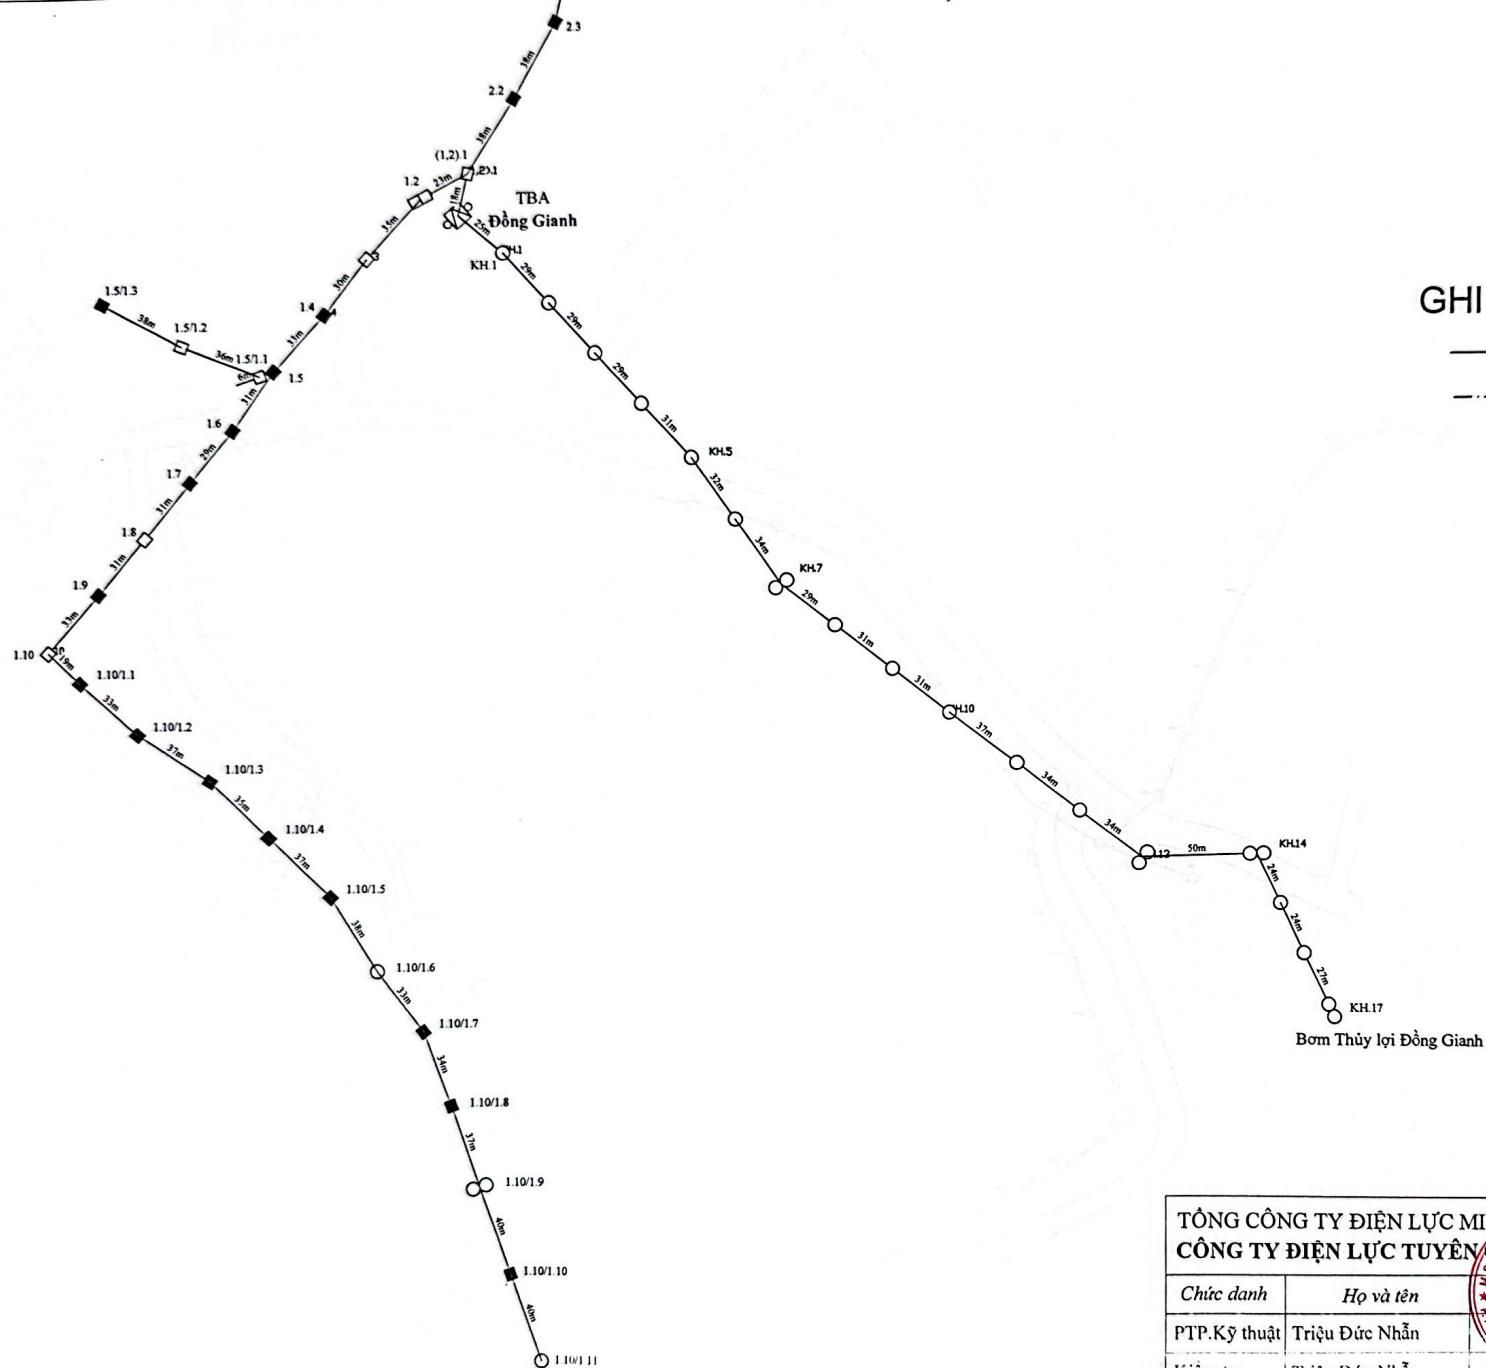 2.3
38m
2.2
38m
(1,2).1
1.2
23m
18m
TBA
Đồng Gianh
25m
KH.1
35m
29m
30m
1.5/1.3
1.4
38m
1.5/1.2
33m
29m
36m
1.5/1.1
6m
1.5
29m
31m
31m
1.6
KH.5
29m
32m
1.7
31m
1.8
34m
31m
KH.7
1.9
29m
33m
31m
1.10
19m
1.10/1.1
31m
33m
KH.10
1.10/1.2
37m
37m
1.10/1.3
34m
35m
1.10/1.4
34m
50m
KH.14
37m
24m
1.10/1.5
38m
24m
1.10/1.6
27m
33m
KH.17
1.10/1.7
Bơm Thủy lợi Đồng Gianh
34m
1.10/1.8
37m
1.10/1.9
40m
1.10/1.10
40m
1.10/1.11
GHI
TỔNG CÔNG TY ĐIỆN LỰC MI
CÔNG TY ĐIỆN LỰC TUYÊN
Chức danh Họ và tên
PTP.Kỹ thuật Triệu Đức Nhẫn